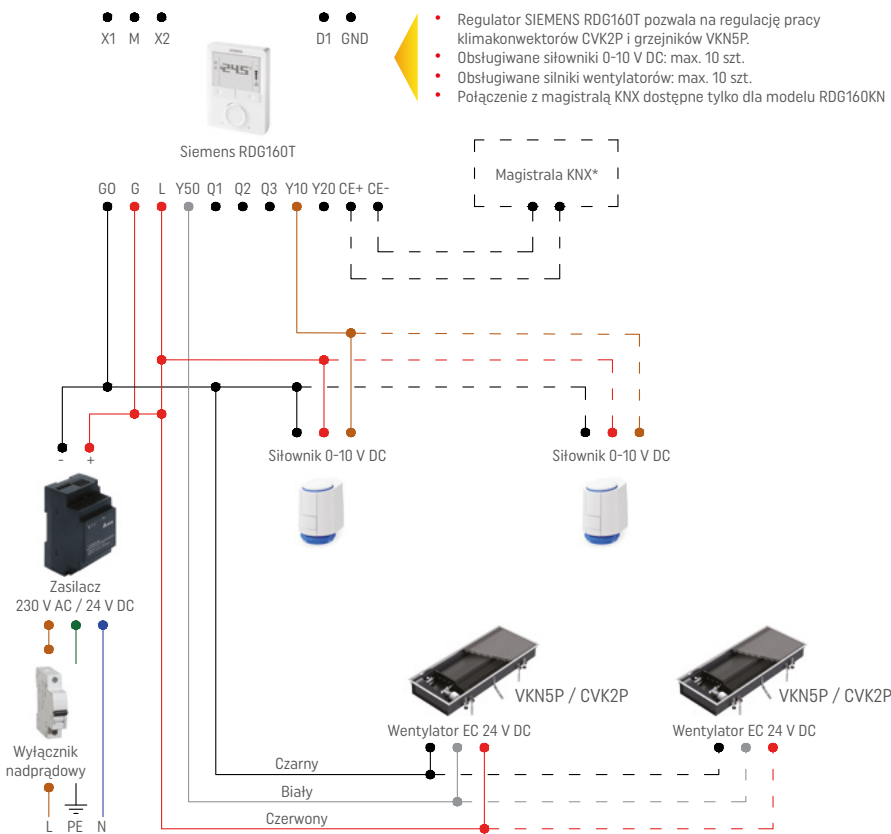 X1 M X2 D1 GND
• Regulator SIEMENS RDG160T pozwala na regulację pracy
klimakonwektorów CVK2P i grzejników VKN5P.
• Obsługiwane siłowniki 0-10 V DC: max. 10 szt.
• Obsługiwane silniki wentylatorów: max. 10 szt.
• Połączenie z magistralą KNX dostępne tylko dla modelu RDG160KN
Siemens RDG160T
Magistrala KNX*
G0 G L Y50 Q1 Q2 Q3 Y10 Y20 CE+ CE-
- +
Siłownik 0-10 V DC
Siłownik 0-10 V DC
Zasilacz
230 V AC / 24 V DC
VKN5P / CVK2P
VKN5P / CVK2P
Wentylator EC 24 V DC
Wentylator EC 24 V DC
Wyłącznik
nadprądowy
Czarny
Biały
Czerwony
L PE N